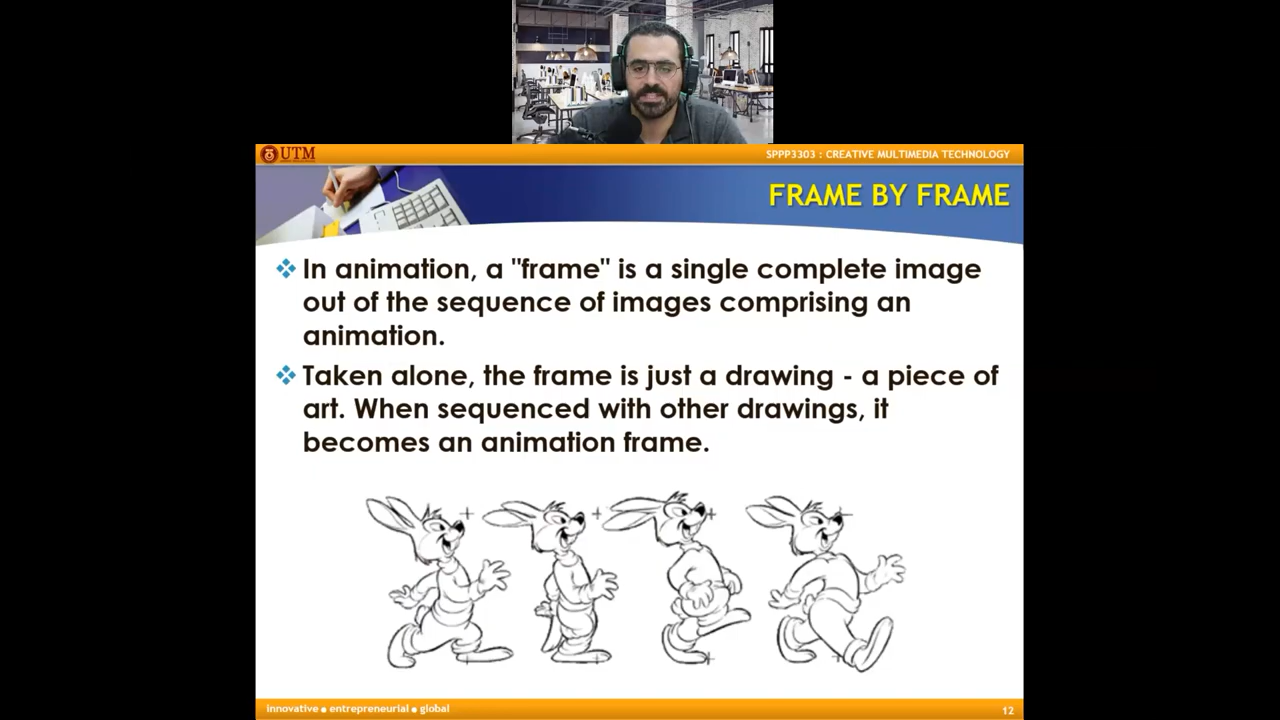 UTM
SPPP3303 : CREATIVE MULTIMEDIA TECHNOLOGY
FRAME BY FRAME
In animation, a "frame" is a single complete image
out of the sequence of images comprising an
animation.
Taken alone, the frame is just a drawing - a piece of
art. When sequenced with other drawings, it
becomes an animation frame.
innovative ● entrepreneurial ● global
12